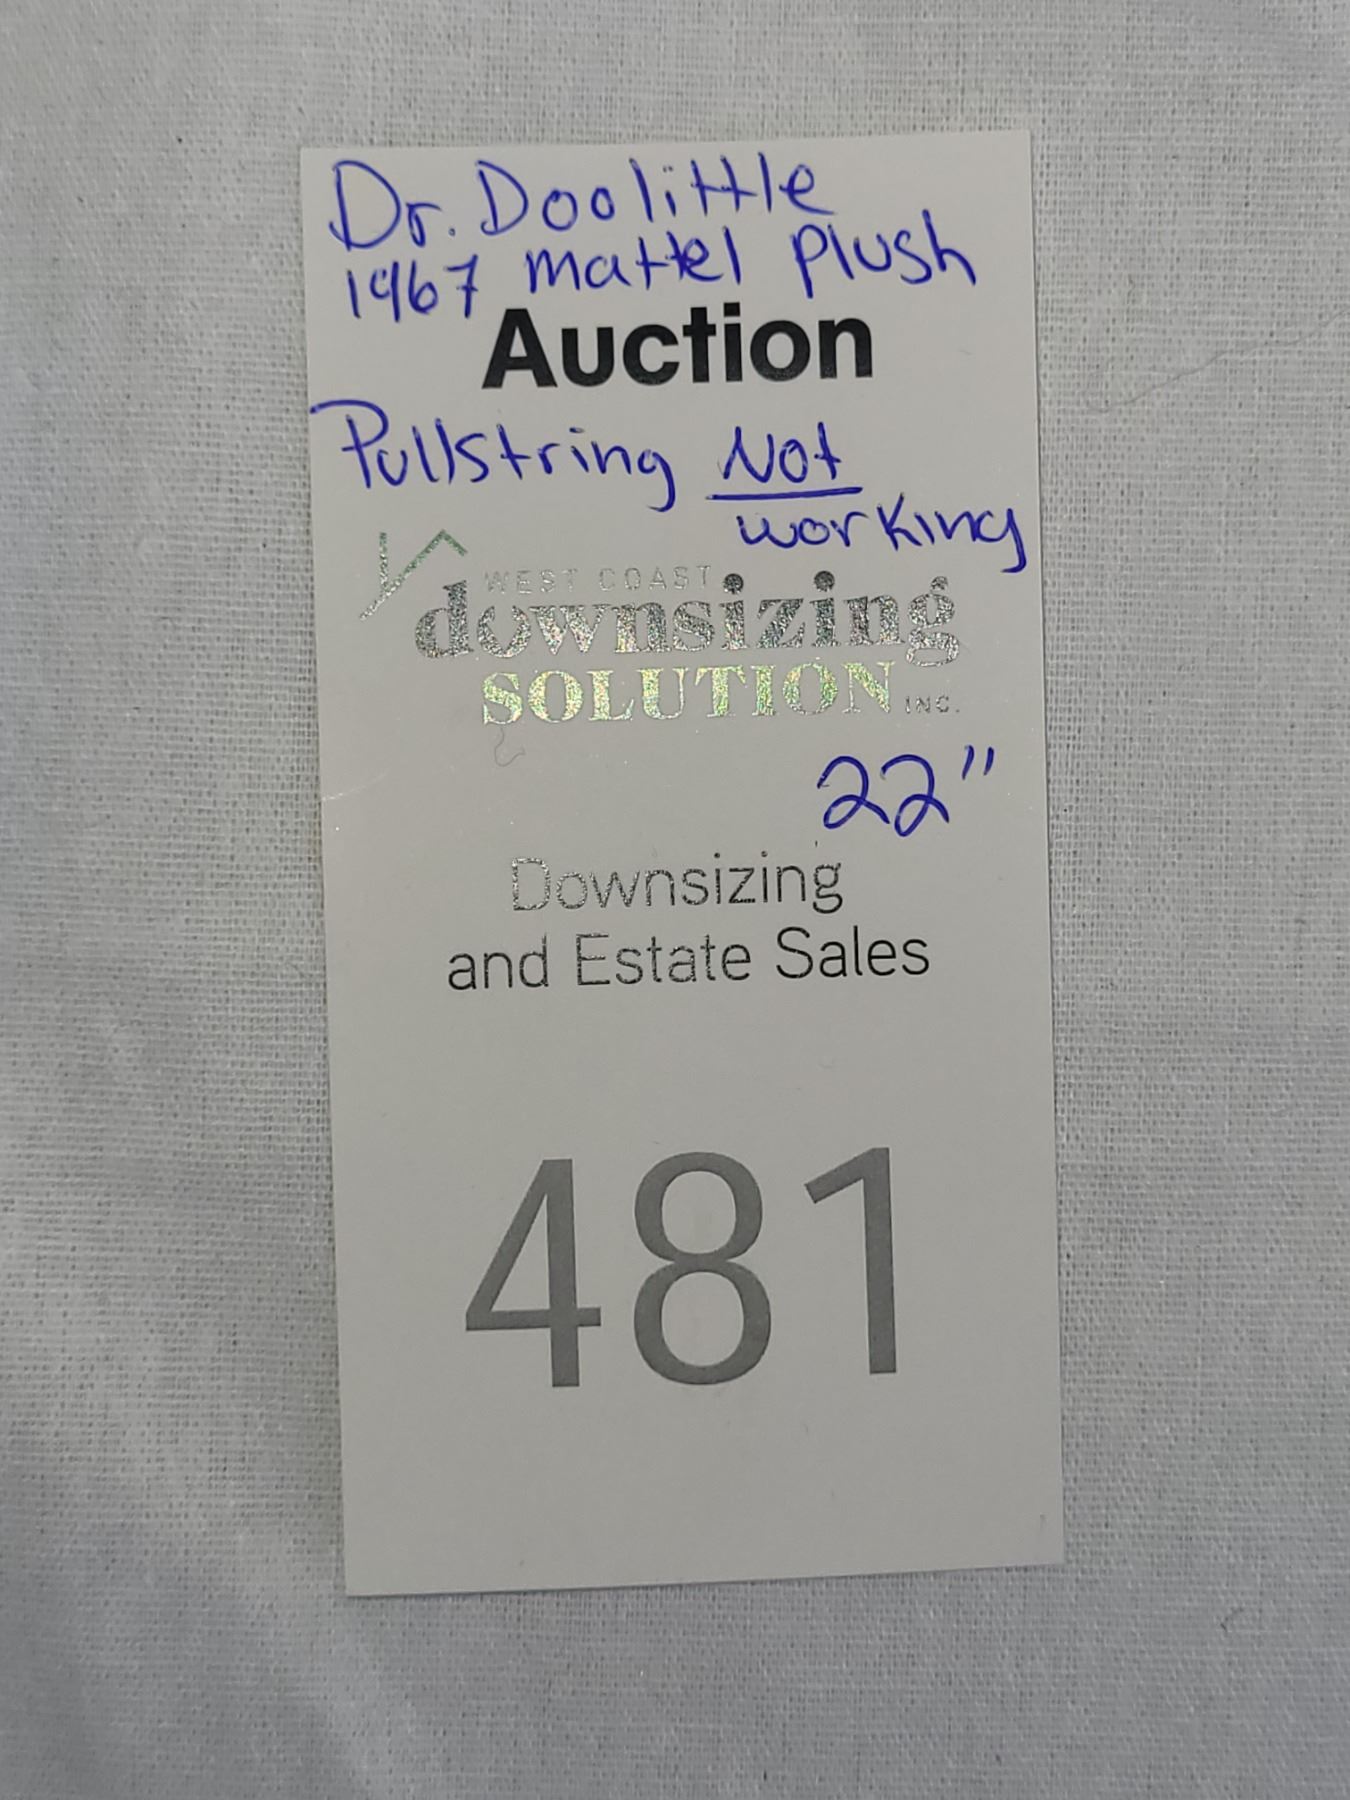 Dr. Doolittle
1967 mattel plush
Auction
Pullstring Not
working
WEST COAST
downsizing
SOLUTION INC.
22"
Downsizing
and Estate Sales
481